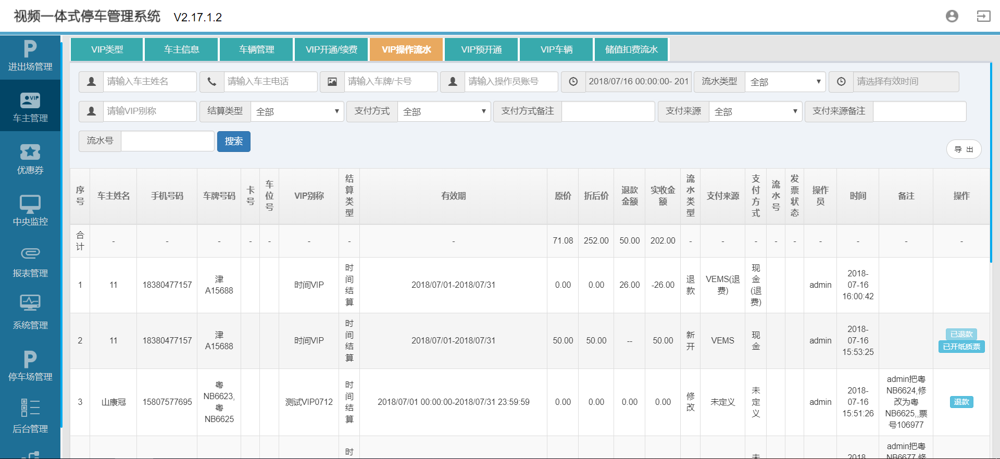 视频一体式停车管理系统 V2.17.1.2
进出场管理
车主管理
优惠券
中央监控
报表管理
系统管理
停车场管理
后台管理
VIP类型 车主信息 车辆管理 VIP开通/续费 VIP操作流水 VIP预开通 VIP车辆 储值扣费流水
请输入车主姓名 请输入车主电话 请输入车牌/卡号 请输入操作员账号 2018/07/16 00:00:00- 201 流水类型 全部 请选择有效时间
请输VIP别称 结算类型 全部 支付方式 全部 支付方式备注 支付来源 全部 支付来源备注
流水号 搜索
导 出
序号 车主姓名 手机号码 车牌号码 卡号 车位号 VIP别称 结算类型 有效期 原价 折后价 退款金额 实收金额 流水类型 支付来源 支付方式 流水号 发票状态 操作员 时间 备注 操作
合计 - - - - - - - - 71.08 252.00 50.00 202.00 - - - - - - - - -
1 11 18380477157 津A15688 时间VIP 时间结算 2018/07/01-2018/07/31 0.00 0.00 26.00 -26.00 退款 VEMS(退费) 现金(退费) admin 2018-07-16 16:00:42
2 11 18380477157 津A15688 时间VIP 时间结算 2018/07/01-2018/07/31 50.00 50.00 -- 50.00 新开 VEMS 现金 admin 2018-07-16 15:53:25 已退款 已开纸质票
3 山康冠 15807577695 粤NB6623,粤NB6625 测试VIP0712 时间结算 2018/07/01 00:00:00-2018/07/31 23:59:59 0.00 0.00 0.00 0.00 修改 未定义 未定义 admin 2018-07-16 15:51:26 admin把粤NB6624,修改为粤NB6625,,票号106977 退款
时 未 2018 admin把粤NB6677,修